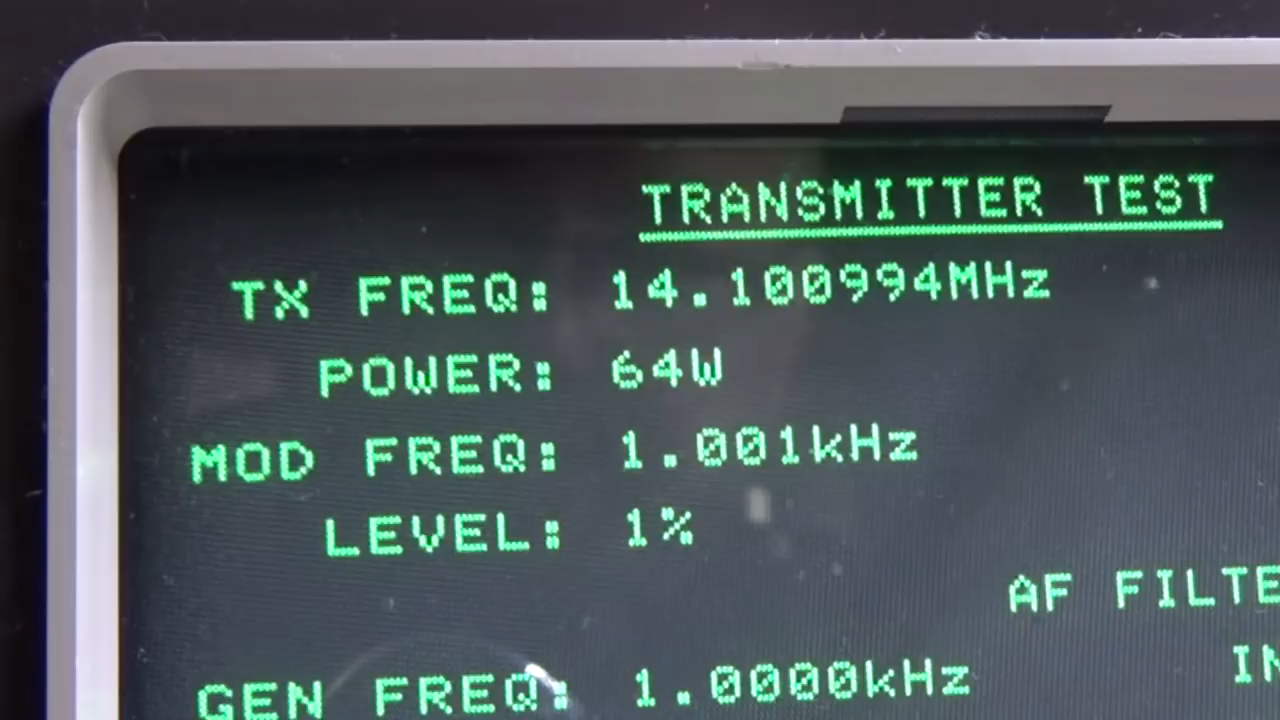 TRANSMITTER TEST
TX FREQ: 14.100994MHz
POWER: 64W
MOD FREQ: 1.001kHz
LEVEL: 1%
AF FILTE
IN
GEN FREQ: 1.0000kHz